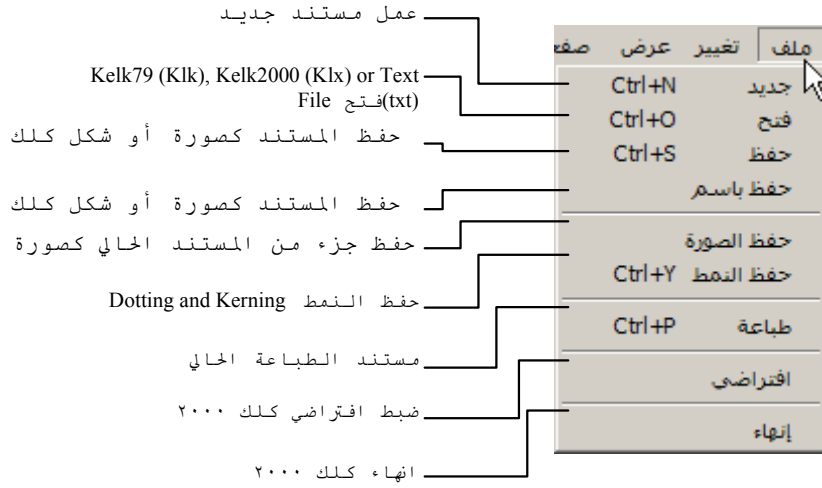 عمل مستند جديد
Kelk79 (Klk), Kelk2000 (Klx) or Text
File فتح(txt)
حفظ المستند كصورة أو شكل كلك
حفظ المستند كصورة أو شكل كلك
حفظ جزء من المستند الحالي كصورة
حفظ النمط Dotting and Kerning
مستند الطباعة الحالي
ضبط افتراضي كلك ٢٠٠٠
انهاء كلك ٢٠٠٠
ملف تغيير عرض صفح
جديد Ctrl+N
فتح Ctrl+O
حفظ Ctrl+S
حفظ باسم
حفظ الصورة
حفظ النمط Ctrl+Y
طباعة Ctrl+P
افتراضي
إنهاء